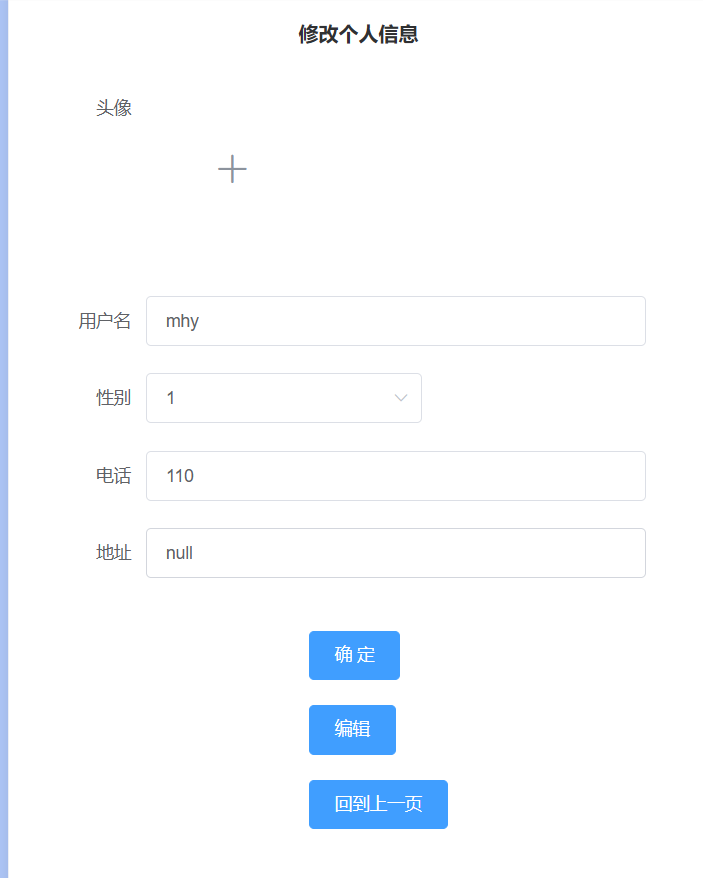 修改个人信息
头像
用户名 mhy
性别 1
电话 110
地址 null
确 定
编辑
回到上一页